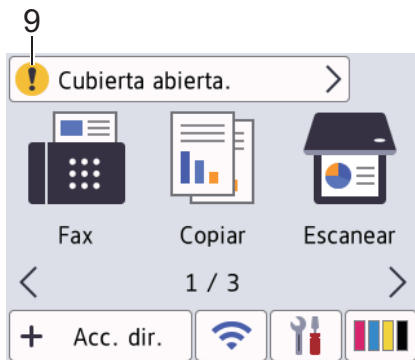 9
Cubierta abierta.
Fax Copiar Escanear
1 / 3
+ Acc. dir.